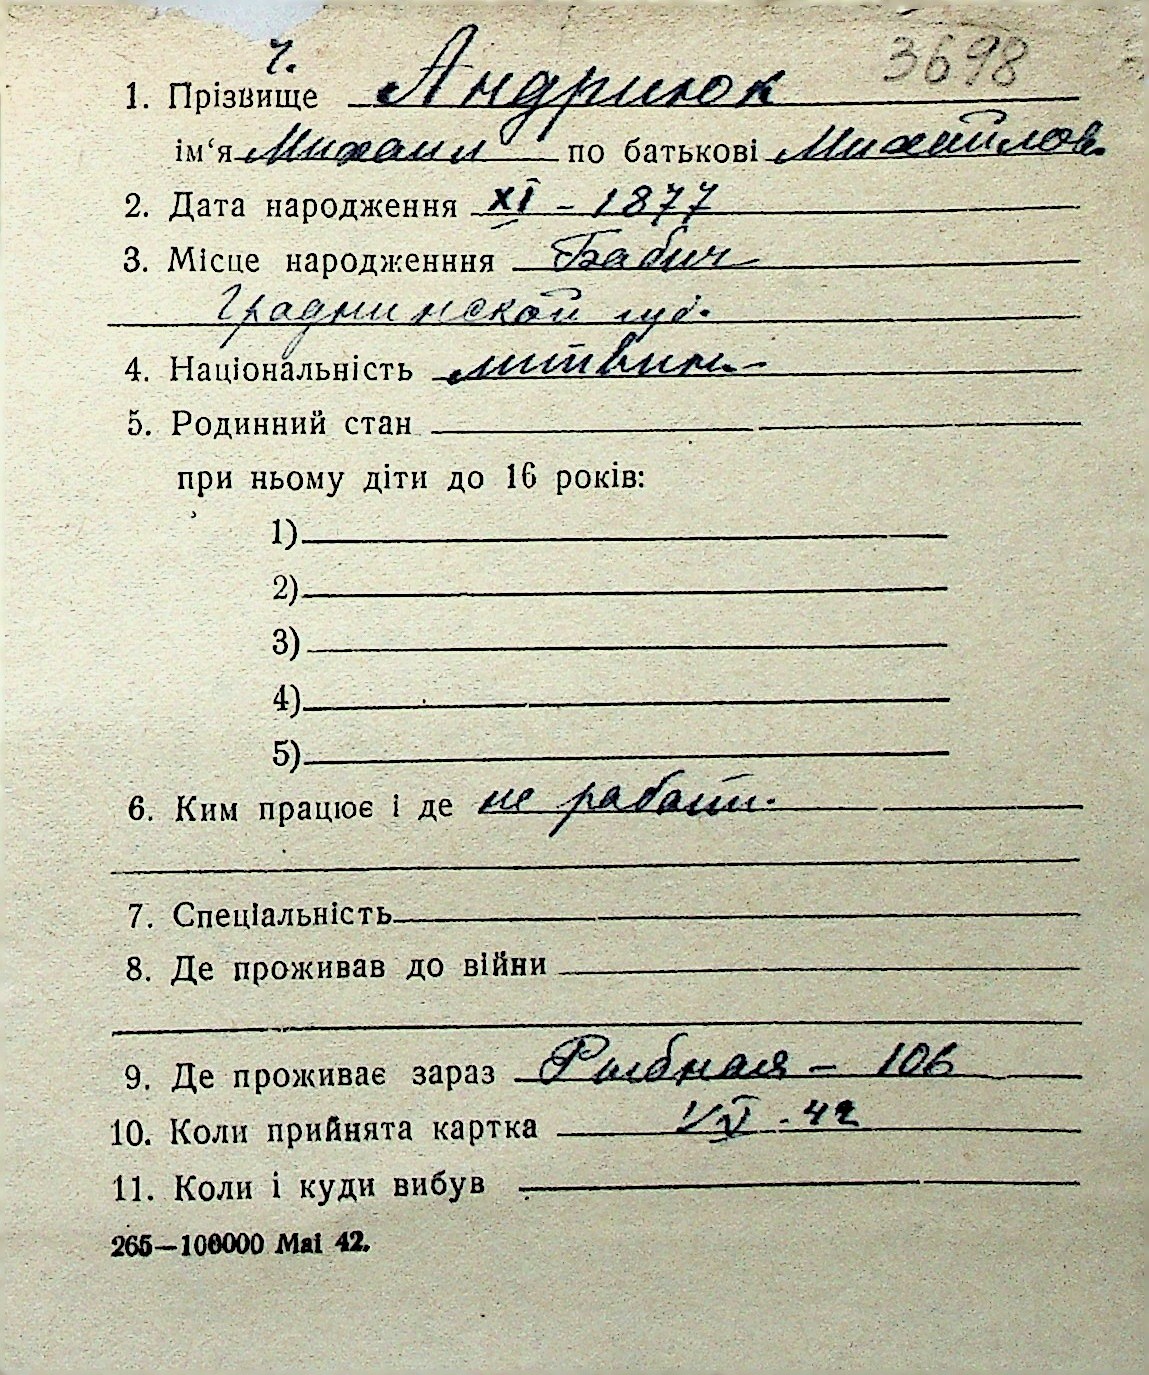 ч. 3698
1. Прізвище Андриюк
ім‘я Михаил по батькові Михайлов.
2. Дата народження XI - 1877
3. Місце народженння Бабич
Граднинской губ.
4. Національність литвин.-
5. Родинний стан
при ньому діти до 16 років:
1)
2)
3)
4)
5)
6. Ким працює і де не работ.
7. Спеціальність
8. Де проживав до війни
9. Де проживає зараз Рыбная - 106
10. Коли прийнята картка VI - 42
11. Коли і куди вибув
265—100000 Mai 42.